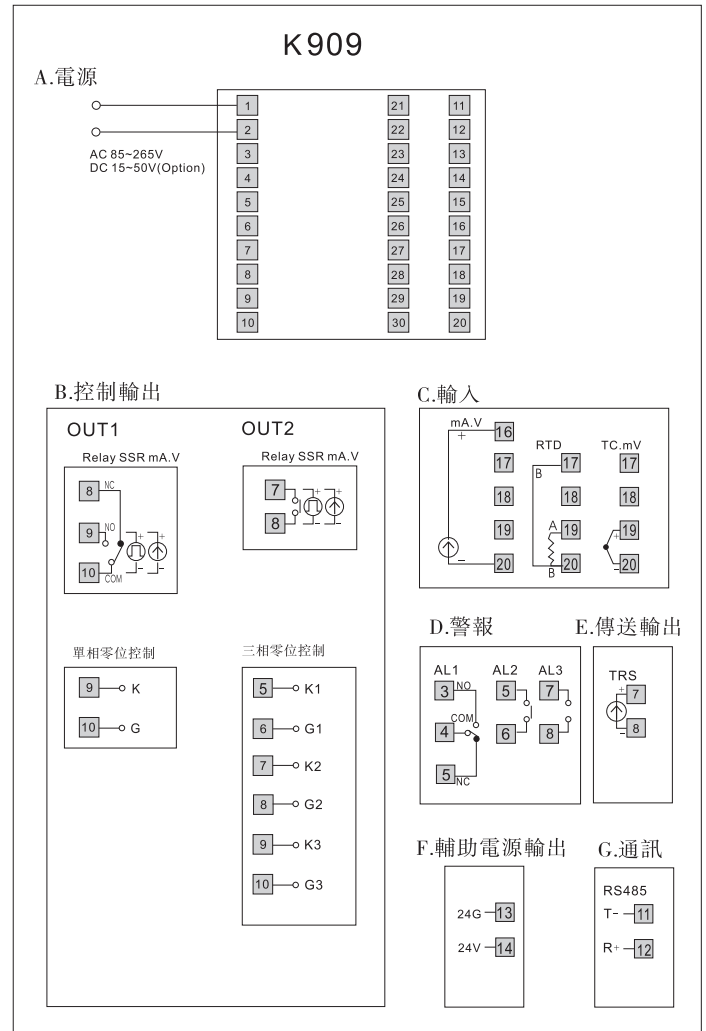 K909
A.電源
AC 85~265V
DC 15~50V(Option)
1 21 11
2 22 12
3 23 13
4 24 14
5 25 15
6 26 16
7 27 17
8 28 18
9 29 19
10 30 20
B.控制輸出
OUT1
Relay SSR mA.V
8 NC
9 NO
10 COM
+ +
- -
OUT2
Relay SSR mA.V
7
8
+ +
- -
單相零位控制
9 K
10 G
三相零位控制
5 K1
6 G1
7 K2
8 G2
9 K3
10 G3
C.輸入
mA.V
+ 16
17
18
19
- 20
RTD
17
B
18
A 19
B 20
TC.mV
17
18
+ 19
- 20
D.警報
AL1
3 NO
4 COM
5 NC
AL2
5
6
AL3
7
8
E.傳送輸出
TRS
+ 7
- 8
F.輔助電源輸出
24G 13
24V 14
G.通訊
RS485
T- 11
R+ 12